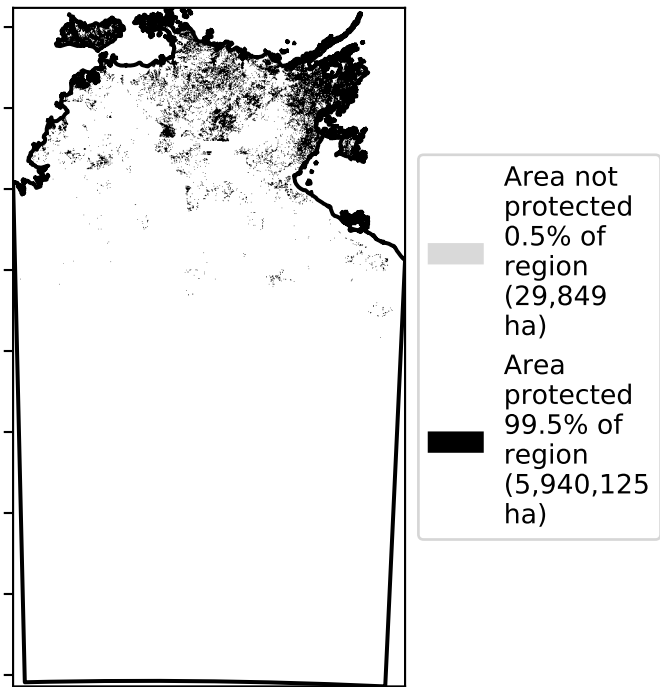 Area not
protected
0.5% of
region
(29,849
ha)
Area
protected
99.5% of
region
(5,940,125
ha)